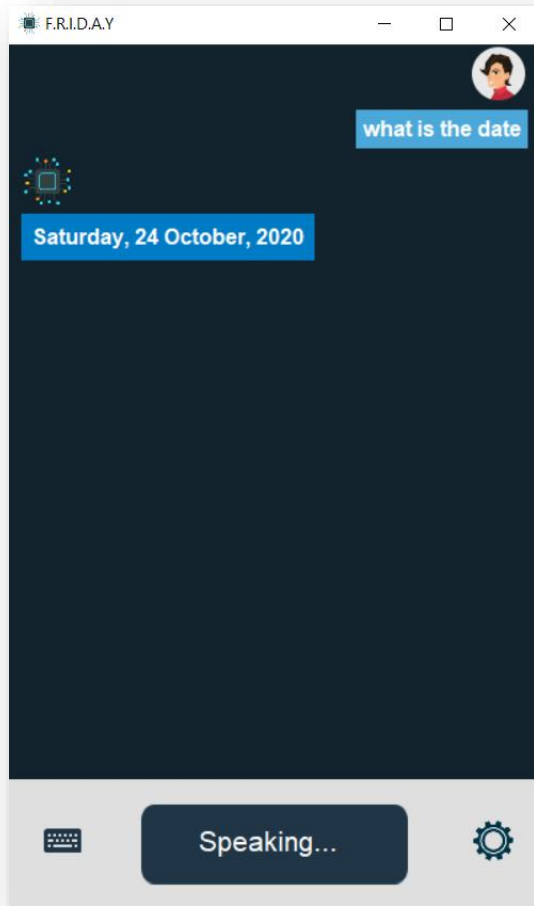 F.R.I.D.A.Y
what is the date
Saturday, 24 October, 2020
Speaking...